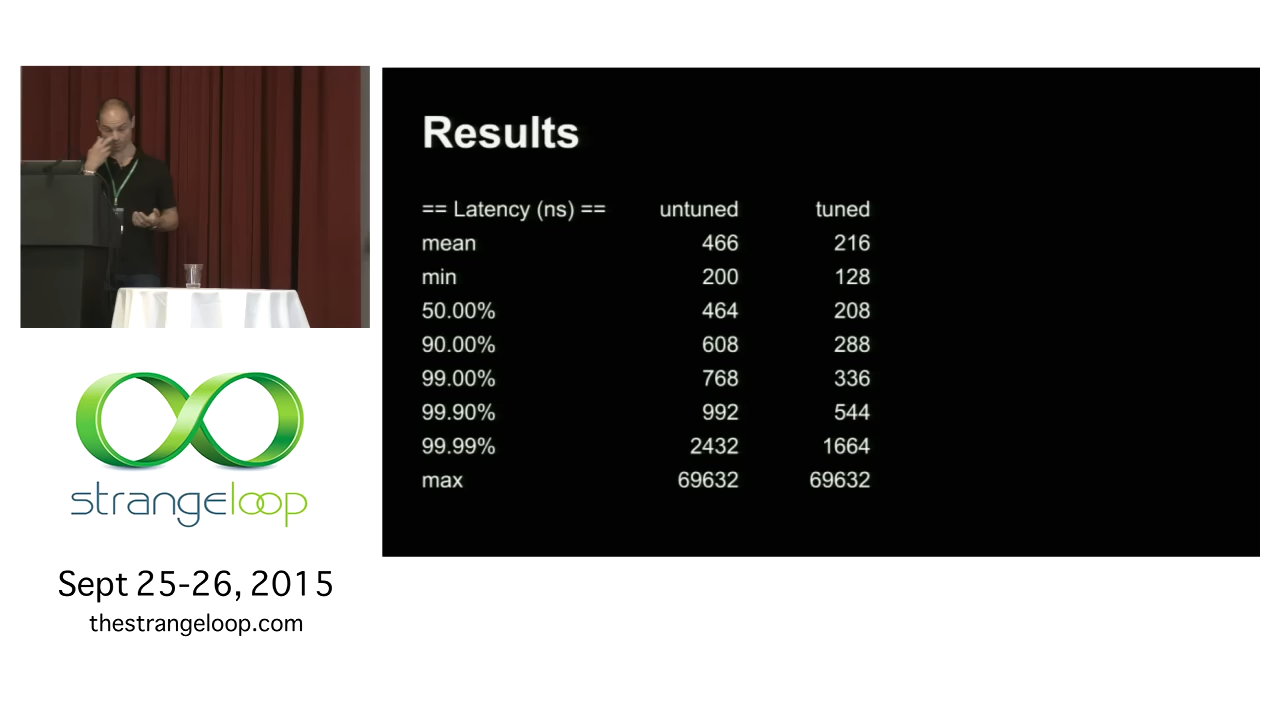 Results
== Latency (ns) == untuned tuned
mean 466 216
min 200 128
50.00% 464 208
90.00% 608 288
99.00% 768 336
99.90% 992 544
99.99% 2432 1664
max 69632 69632
strangeloop
Sept 25-26, 2015
thestrangeloop.com